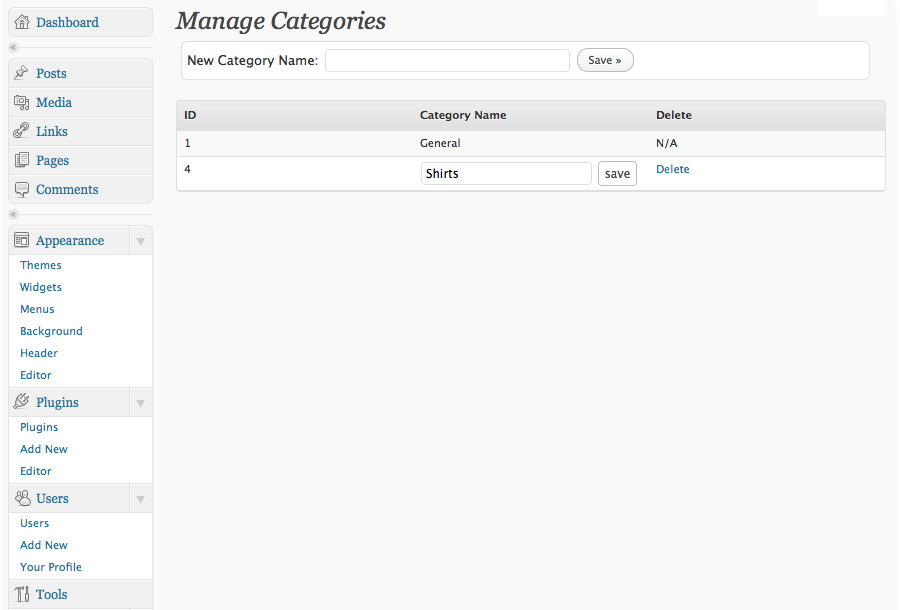 Dashboard
«
Posts
Media
Links
Pages
Comments
«
Appearance
Themes
Widgets
Menus
Background
Header
Editor
Plugins
Plugins
Add New
Editor
Users
Users
Add New
Your Profile
Tools
Manage Categories
New Category Name: Save »
ID Category Name Delete
1 General N/A
4 Shirts save Delete